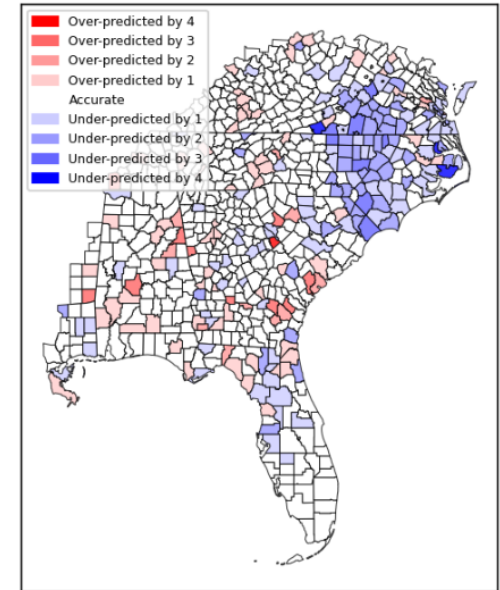 Over-predicted by 4
Over-predicted by 3
Over-predicted by 2
Over-predicted by 1
Accurate
Under-predicted by 1
Under-predicted by 2
Under-predicted by 3
Under-predicted by 4